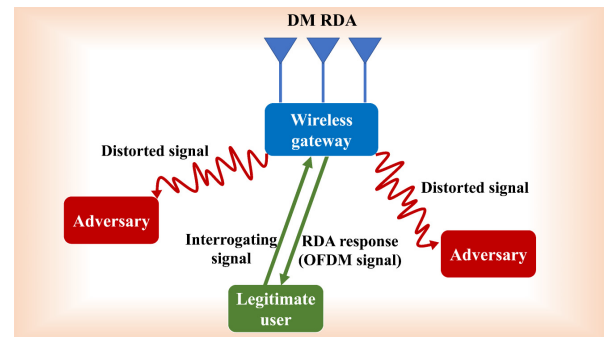 DM RDA
Wireless
gateway
Distorted signal
Distorted signal
Adversary
Interrogating
signal
RDA response
(OFDM signal)
Adversary
Legitimate
user